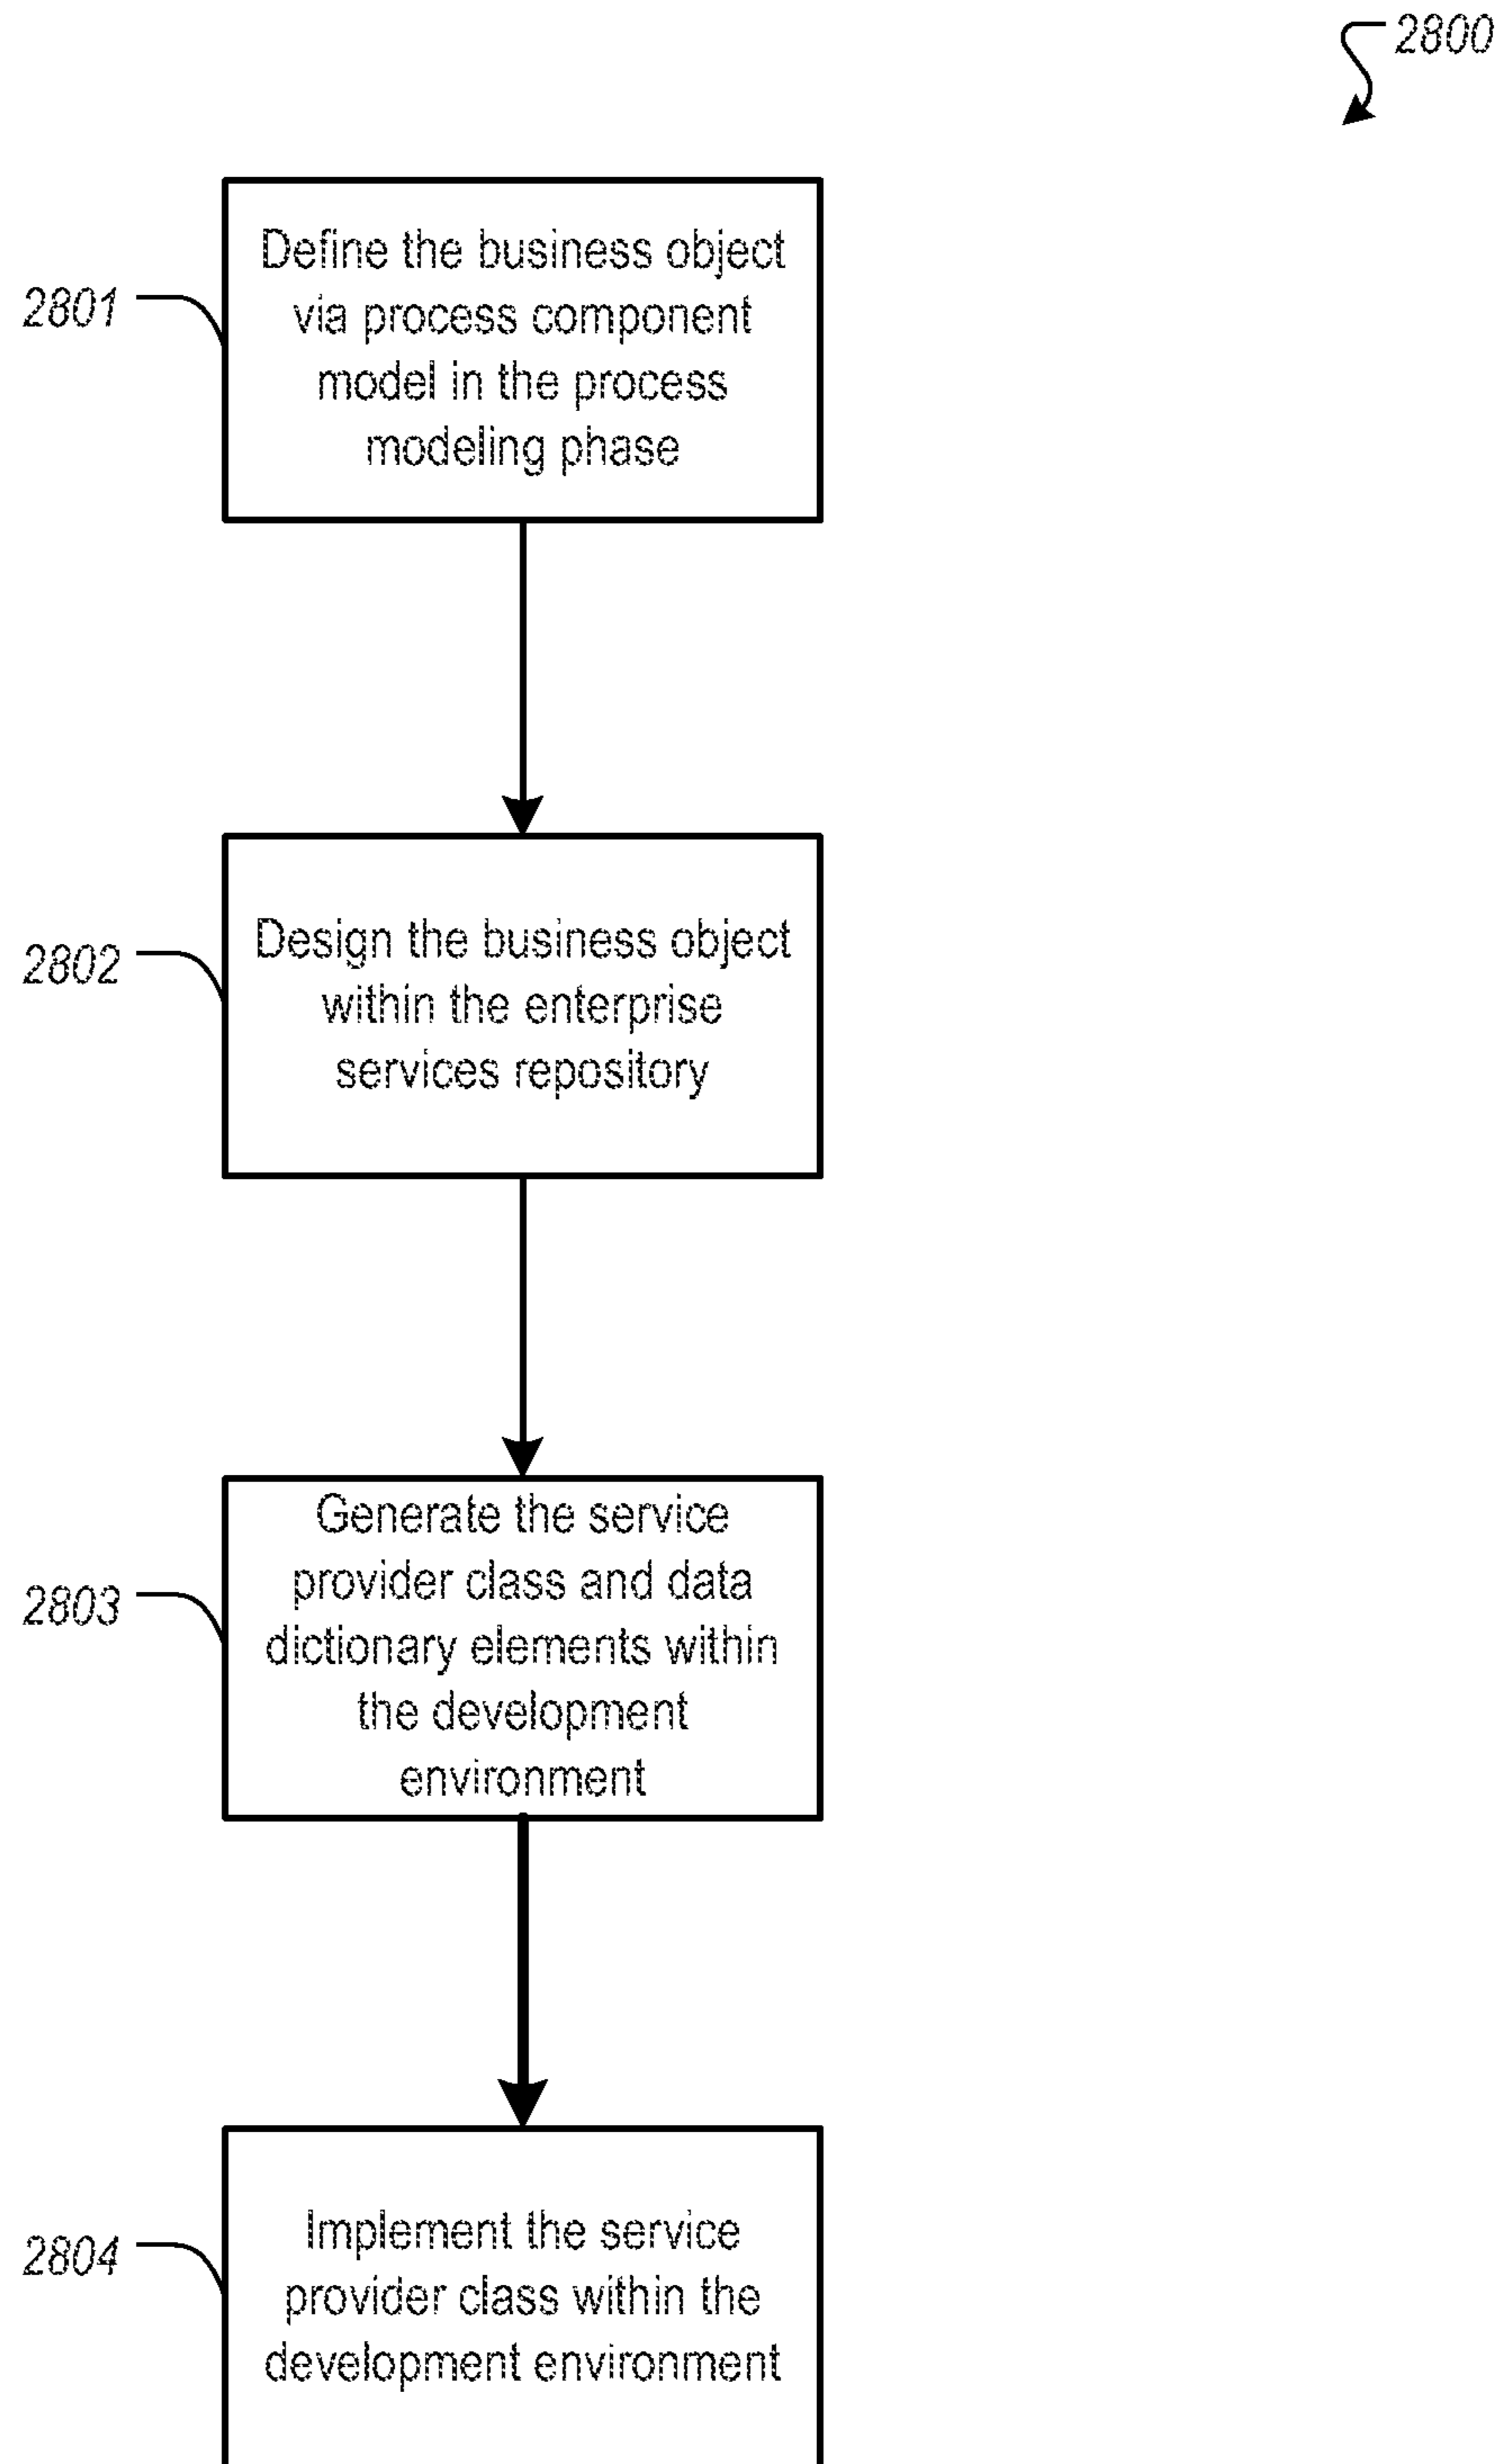 2800
2801
Define the business object
via process component
model in the process
modeling phase
2802
Design the business object
within the enterprise
services repository
2803
Generate the service
provider class and data
dictionary elements within
the development
environment
2804
Implement the service
provider class within the
development environment